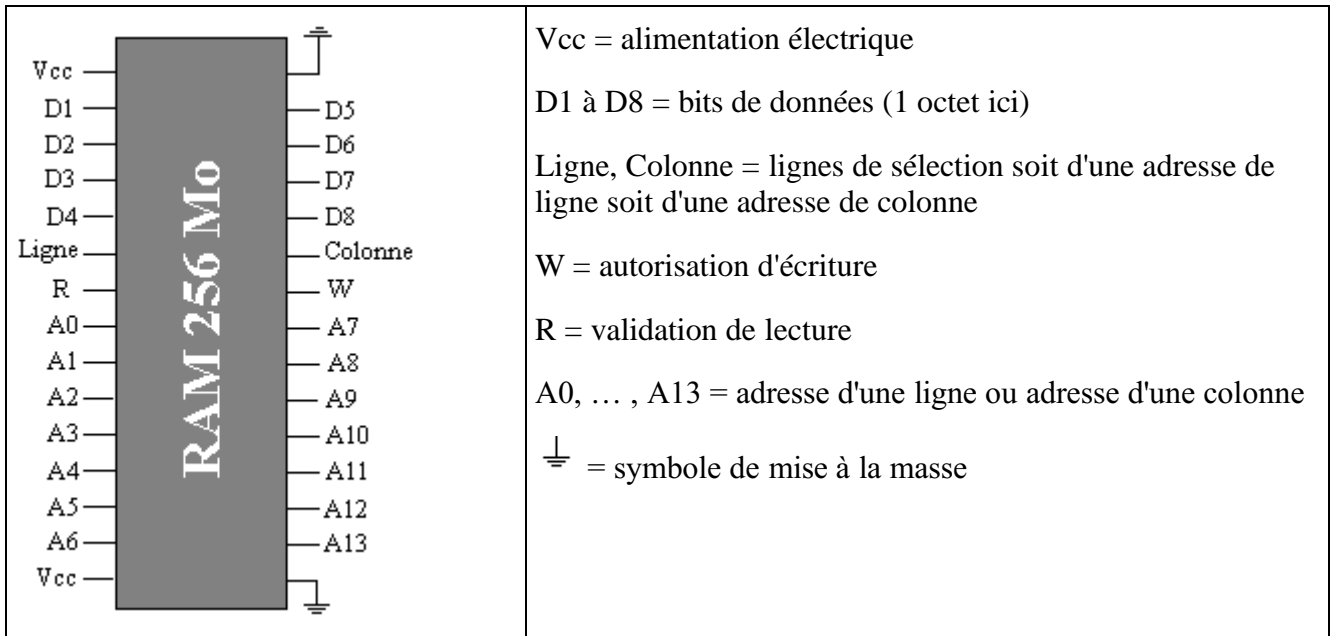 Vcc
D1
D2
D3
D4
Ligne
R
A0
A1
A2
A3
A4
A5
A6
Vcc
RAM 256 Mo
D5
D6
D7
D8
Colonne
W
A7
A8
A9
A10
A11
A12
A13
Vcc = alimentation électrique
D1 à D8 = bits de données (1 octet ici)
Ligne, Colonne = lignes de sélection soit d'une adresse de
ligne soit d'une adresse de colonne
W = autorisation d'écriture
R = validation de lecture
A0, … , A13 = adresse d'une ligne ou adresse d'une colonne
= symbole de mise à la masse